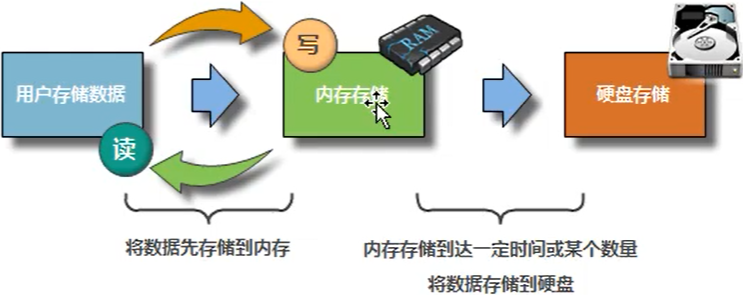 写
RAM
用户存储数据
内存存储
硬盘存储
读
将数据先存储到内存
内存存储到达一定时间或某个数量
将数据存储到硬盘